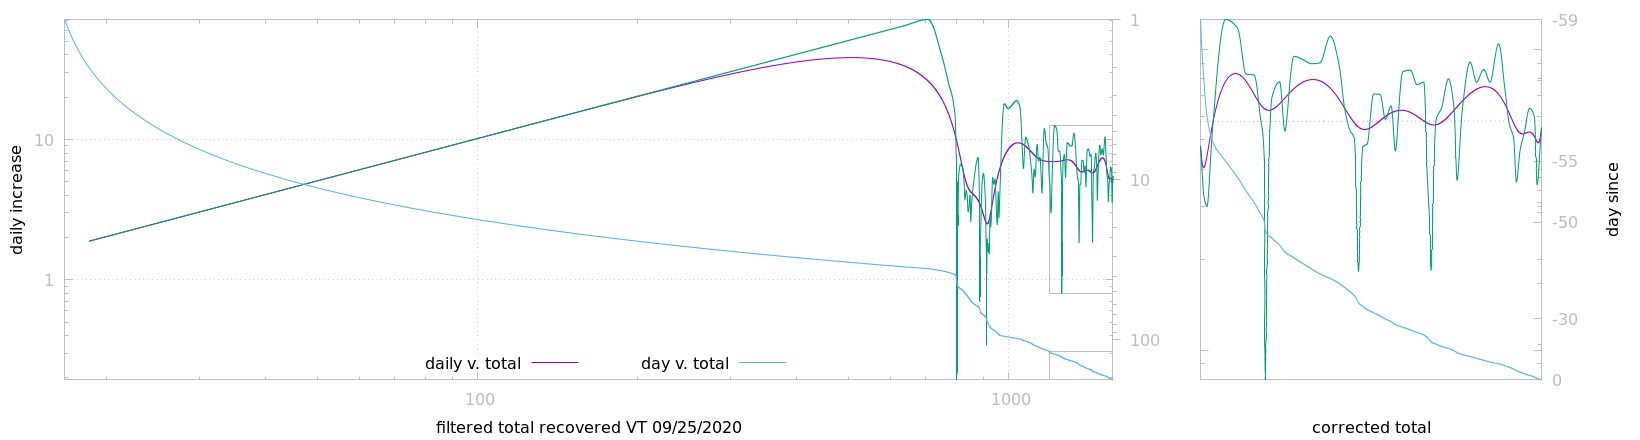 1
-59
10
daily increase
-55
10
-50
day since
1
-30
100
daily v. total
day v. total
0
100
1000
filtered total recovered VT 09/25/2020
corrected total